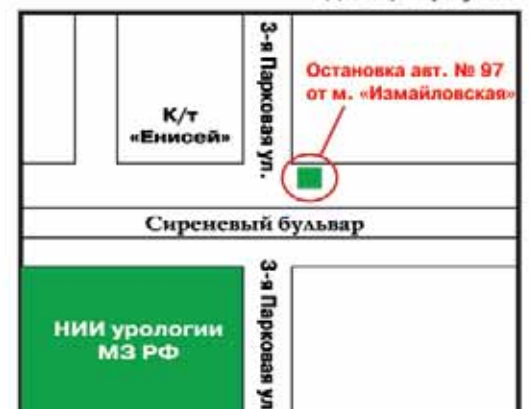 3-я Парковая ул.
Остановка авт. № 97
от м. «Измайловская»
К/т
«Енисей»
Сиреневый бульвар
НИИ урологии
МЗ РФ
3-я Парковая ул